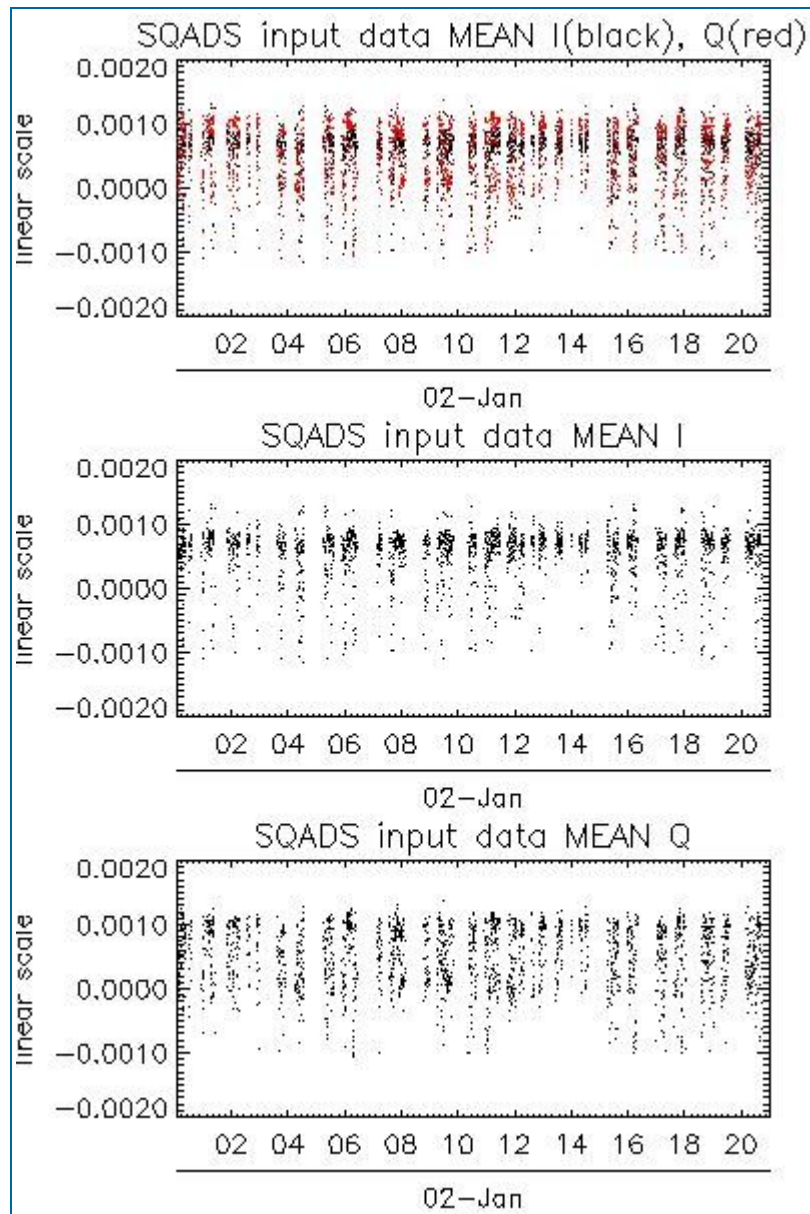 SQADS input data MEAN I(black), Q(red)
0.0020
0.0010
0.0000
−0.0010
−0.0020
linear scale
02 04 06 08 10 12 14 16 18 20
02−Jan
SQADS input data MEAN I
0.0020
0.0010
0.0000
−0.0010
−0.0020
linear scale
02 04 06 08 10 12 14 16 18 20
02−Jan
SQADS input data MEAN Q
0.0020
0.0010
0.0000
−0.0010
−0.0020
linear scale
02 04 06 08 10 12 14 16 18 20
02−Jan